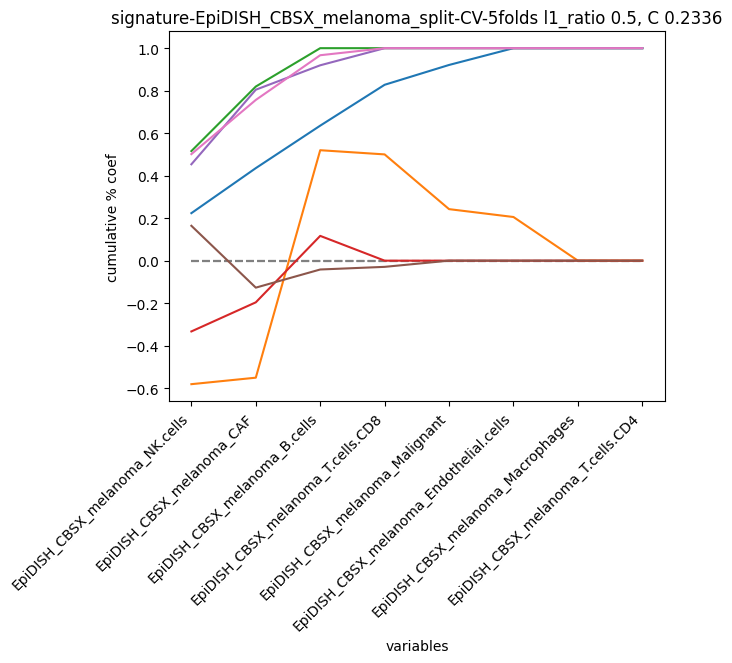 signature-EpiDISH_CBSX_melanoma_split-CV-5folds l1_ratio 0.5, C 0.2336
cumulative % coef
1.0
0.8
0.6
0.4
0.2
0.0
−0.2
−0.4
−0.6
EpiDISH_CBSX_melanoma_NK.cells
EpiDISH_CBSX_melanoma_CAF
EpiDISH_CBSX_melanoma_B.cells
EpiDISH_CBSX_melanoma_T.cells.CD8
EpiDISH_CBSX_melanoma_Malignant
EpiDISH_CBSX_melanoma_Endothelial.cells
EpiDISH_CBSX_melanoma_Macrophages
EpiDISH_CBSX_melanoma_T.cells.CD4
variables